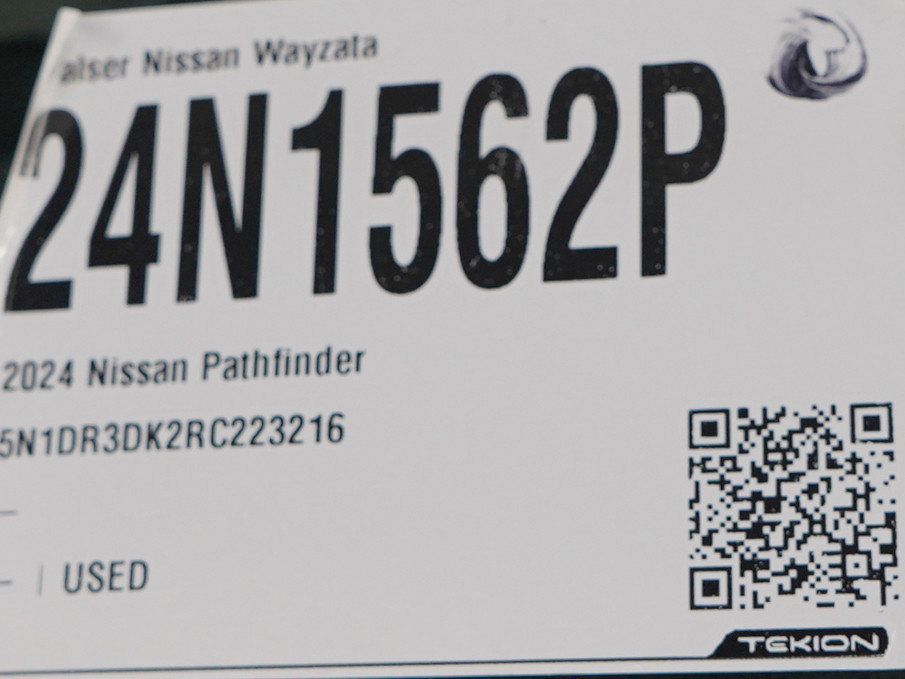 alser Nissan Wayzata
24N1562P
2024 Nissan Pathfinder
5N1DR3DK2RC223216
–
– | USED
TEKION